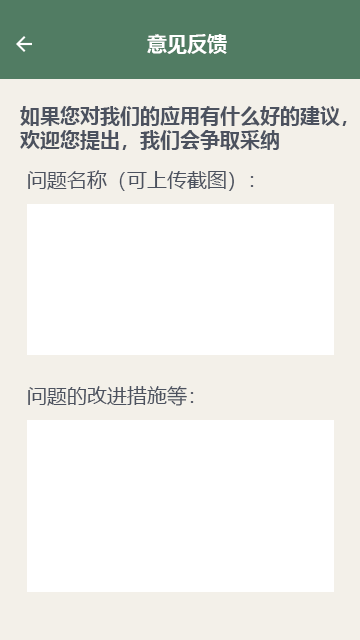 意见反馈
如果您对我们的应用有什么好的建议，
欢迎您提出，我们会争取采纳
问题名称（可上传截图）：
问题的改进措施等：